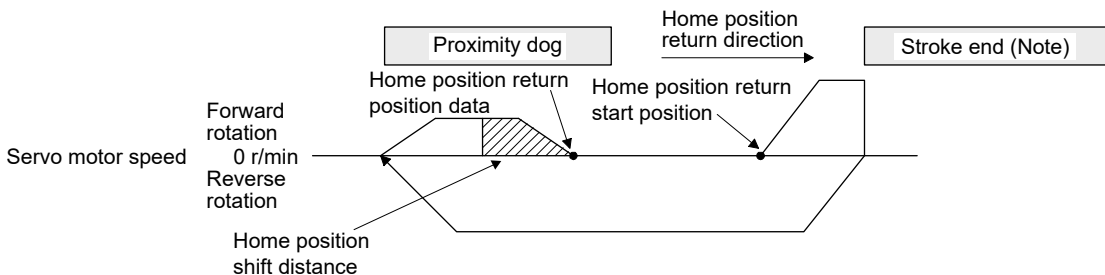 Proximity dog
Home position
return direction
Stroke end (Note)
Home position return
position data
Home position return
start position
Forward
rotation
Servo motor speed
0 r/min
Reverse
rotation
Home position
shift distance